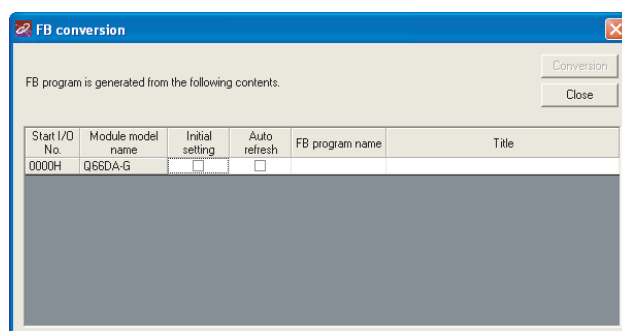 FB conversion
Conversion
FB program is generated from the following contents.
Close
Start I/O No. Module model name Initial setting Auto refresh FB program name Title
0000H Q66DA-G